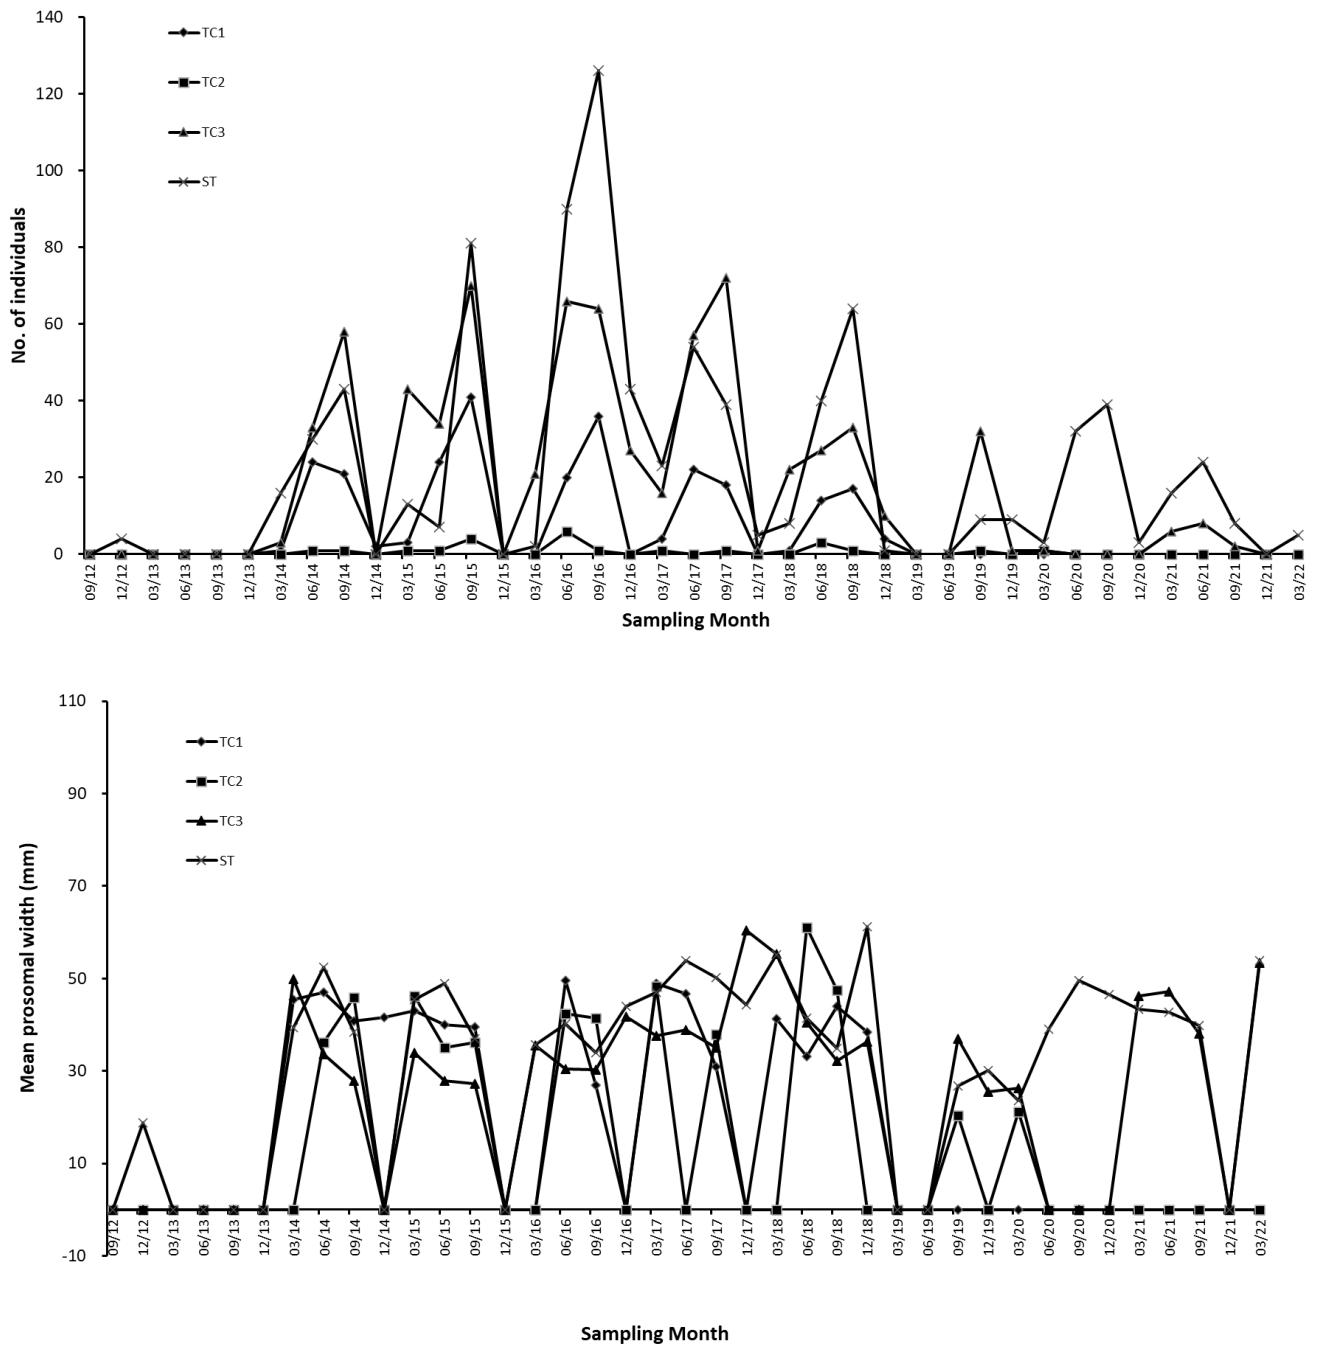 140
120
100
80
60
40
20
0
No. of individuals
TC1
TC2
TC3
ST
09/12 12/12 03/13 06/13 09/13 12/13 03/14 06/14 09/14 12/14 03/15 06/15 09/15 12/15 03/16 06/16 09/16 12/16 03/17 06/17 09/17 12/17 03/18 06/18 09/18 12/18 03/19 06/19 09/19 12/19 03/20 06/20 09/20 12/20 03/21 06/21 09/21 12/21 03/22
Sampling Month
110
90
70
50
30
10
-10
Mean prosomal width (mm)
TC1
TC2
TC3
ST
09/12 12/12 03/13 06/13 09/13 12/13 03/14 06/14 09/14 12/14 03/15 06/15 09/15 12/15 03/16 06/16 09/16 12/16 03/17 06/17 09/17 12/17 03/18 06/18 09/18 12/18 03/19 06/19 09/19 12/19 03/20 06/20 09/20 12/20 03/21 06/21 09/21 12/21 03/22
Sampling Month